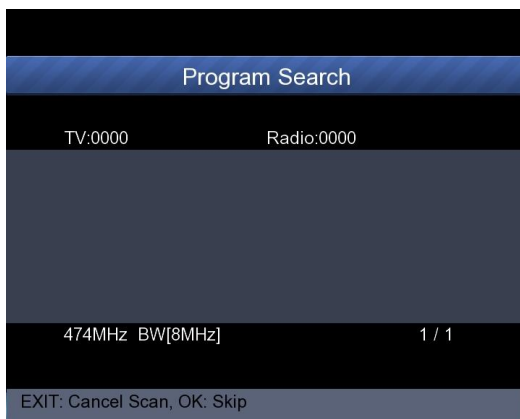 Program Search
TV:0000 Radio:0000
474MHz BW[8MHz] 1 / 1
EXIT: Cancel Scan, OK: Skip